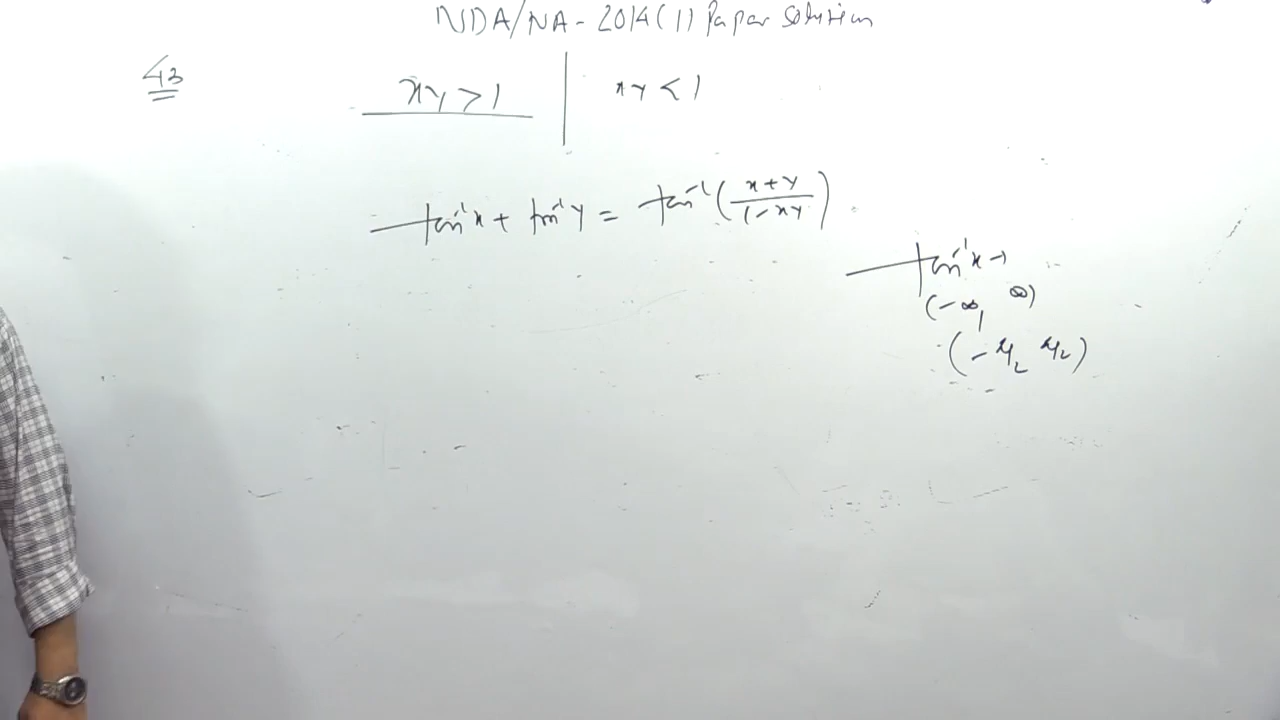 NDA/NA - 2014(1) Paper Solution
43
xy > 1 | xy < 1
tan⁻¹x + tan⁻¹y = tan⁻¹(x+y/1-xy)
tan⁻¹x →
(-∞, ∞)
(-π/2 π/2)